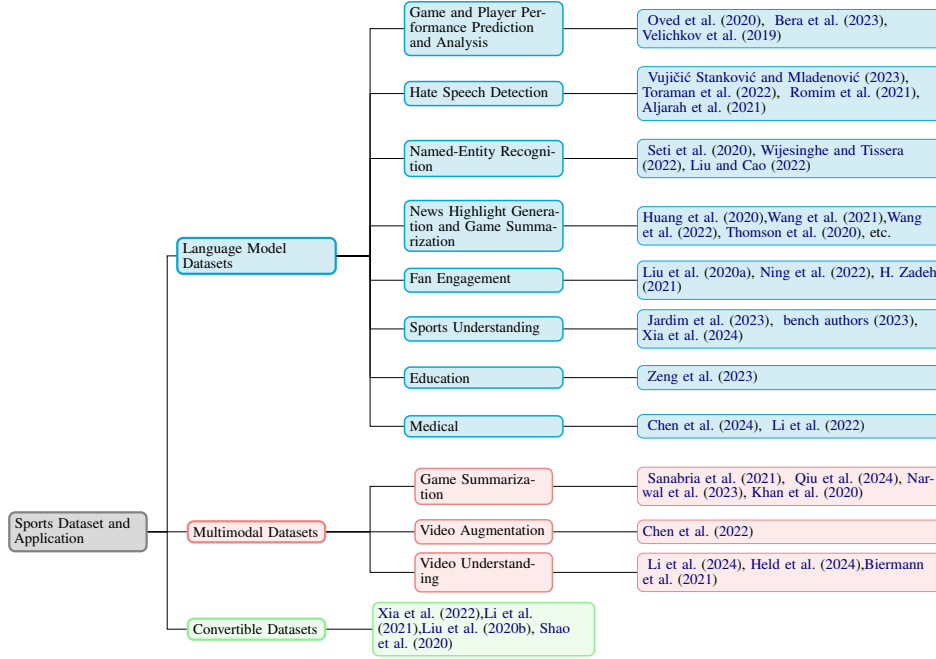 Game and Player Per-
formance Prediction
and Analysis
Oved et al. (2020), Bera et al. (2023),
Velichkov et al. (2019)
Hate Speech Detection
Vujičić Stanković and Mladenović (2023),
Toraman et al. (2022), Romim et al. (2021),
Aljarah et al. (2021)
Named-Entity Recogni-
tion
Seti et al. (2020), Wijesinghe and Tissera
(2022), Liu and Cao (2022)
News Highlight Genera-
tion and Game Summa-
rization
Huang et al. (2020),Wang et al. (2021),Wang
et al. (2022), Thomson et al. (2020), etc.
Language Model
Datasets
Fan Engagement
Liu et al. (2020a), Ning et al. (2022), H. Zadeh
(2021)
Sports Understanding
Jardim et al. (2023), bench authors (2023),
Xia et al. (2024)
Education
Zeng et al. (2023)
Medical
Chen et al. (2024), Li et al. (2022)
Sports Dataset and
Application
Multimodal Datasets
Game Summariza-
tion
Sanabria et al. (2021), Qiu et al. (2024), Nar-
wal et al. (2023), Khan et al. (2020)
Video Augmentation
Chen et al. (2022)
Video Understand-
ing
Li et al. (2024), Held et al. (2024),Biermann
et al. (2021)
Convertible Datasets
Xia et al. (2022),Li et al.
(2021),Liu et al. (2020b), Shao
et al. (2020)